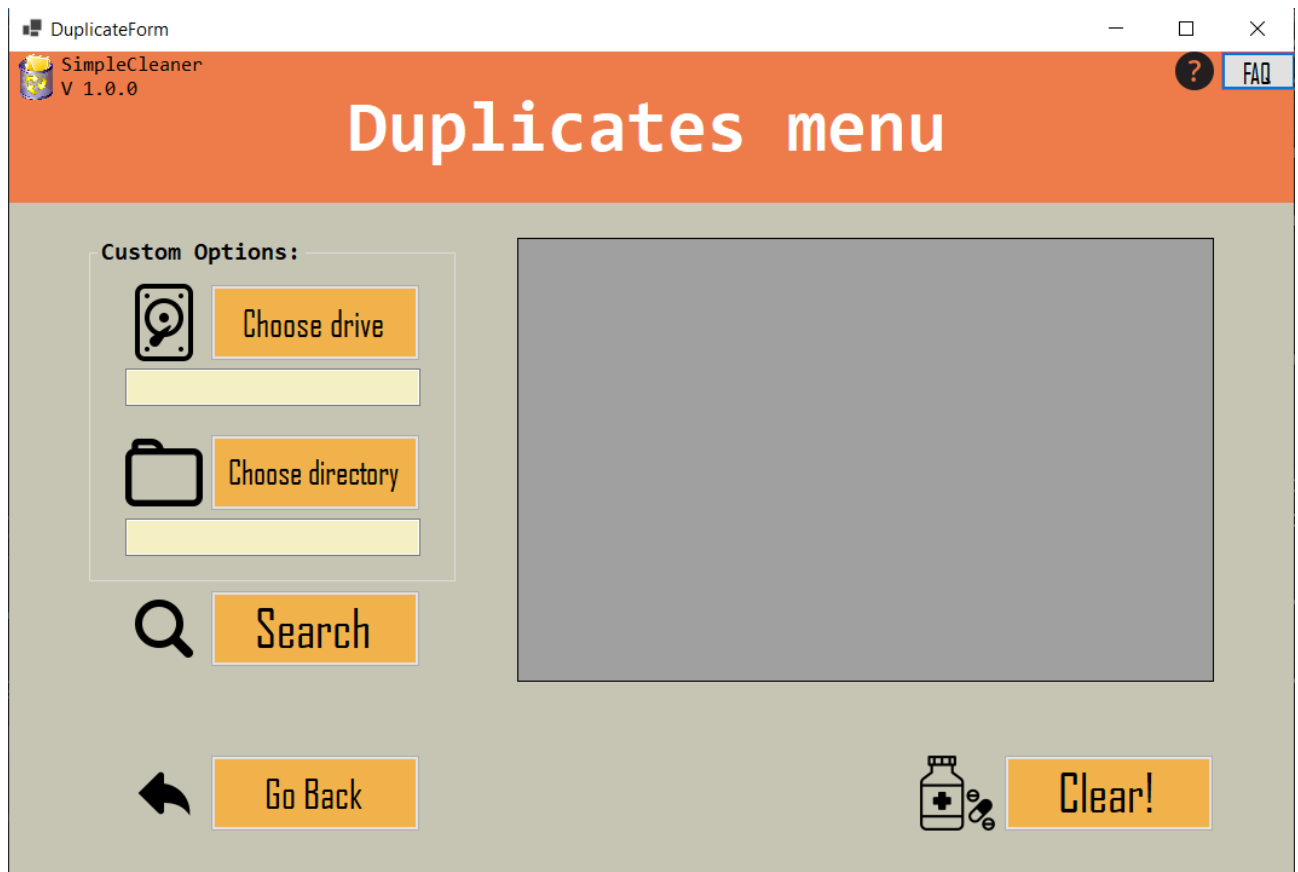 DuplicateForm
SimpleCleaner
V 1.0.0
?
FAQ
Duplicates menu
Custom Options:
Choose drive
Choose directory
Search
Go Back
Clear!